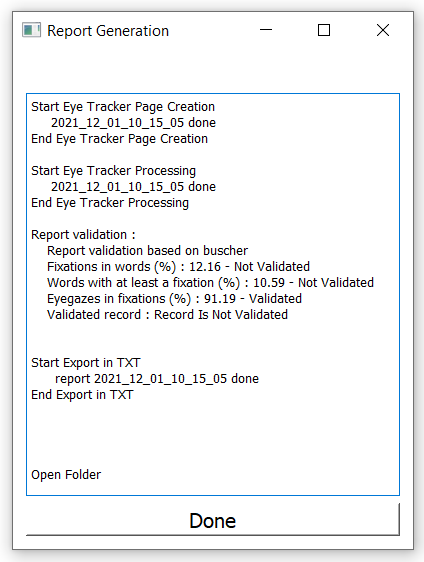 Report Generation
Start Eye Tracker Page Creation
2021_12_01_10_15_05 done
End Eye Tracker Page Creation
Start Eye Tracker Processing
2021_12_01_10_15_05 done
End Eye Tracker Processing
Report validation :
Report validation based on buscher
Fixations in words (%) : 12.16 - Not Validated
Words with at least a fixation (%) : 10.59 - Not Validated
Eyegazes in fixations (%) : 91.19 - Validated
Validated record : Record Is Not Validated
Start Export in TXT
report 2021_12_01_10_15_05 done
End Export in TXT
Open Folder
Done